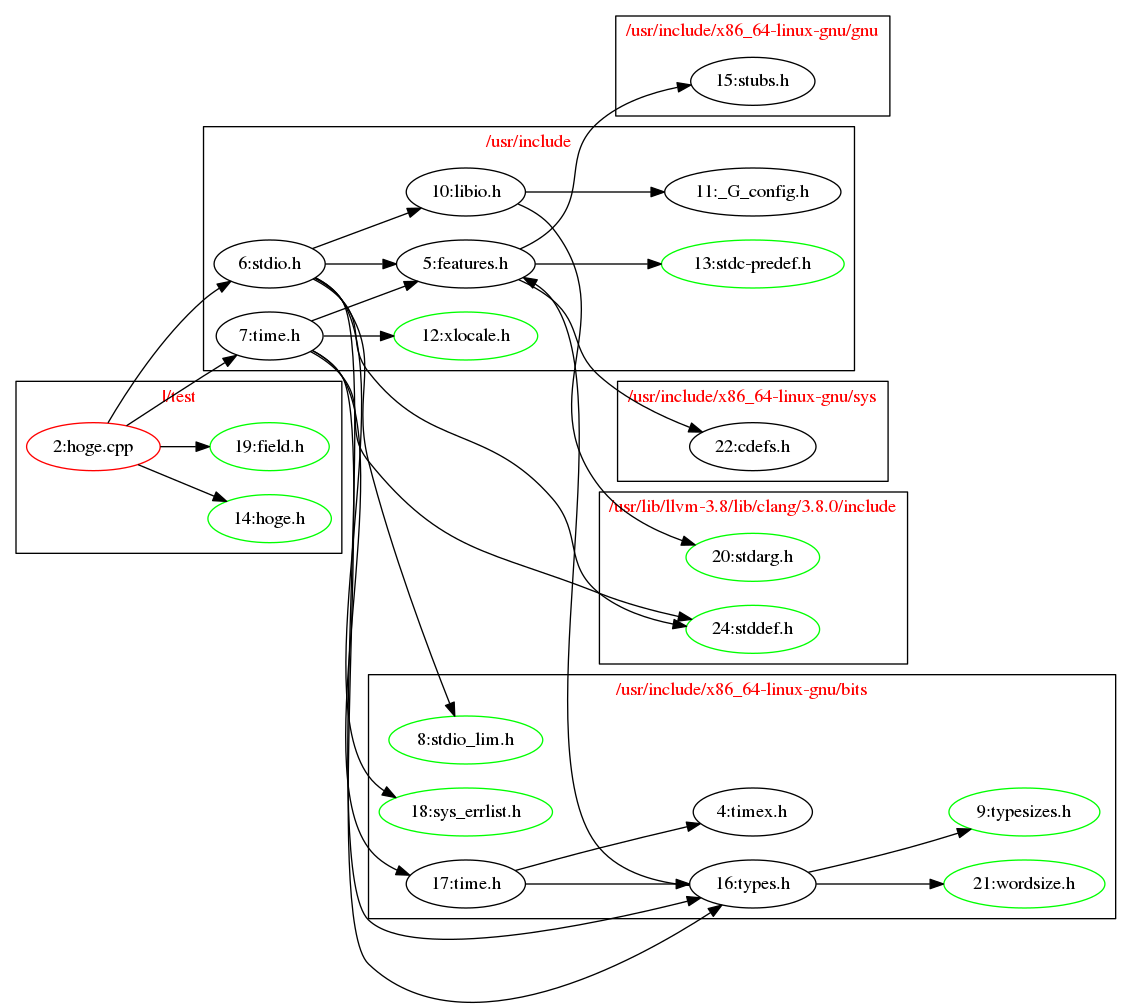 /usr/include/x86_64-linux-gnu/gnu
15:stubs.h
/usr/include
10:libio.h
11:_G_config.h
6:stdio.h
5:features.h
13:stdc-predef.h
7:time.h
12:xlocale.h
l/test
2:hoge.cpp
19:field.h
14:hoge.h
/usr/include/x86_64-linux-gnu/sys
22:cdefs.h
/usr/lib/llvm-3.8/lib/clang/3.8.0/include
20:stdarg.h
24:stddef.h
/usr/include/x86_64-linux-gnu/bits
8:stdio_lim.h
18:sys_errlist.h
4:timex.h
9:typesizes.h
17:time.h
16:types.h
21:wordsize.h